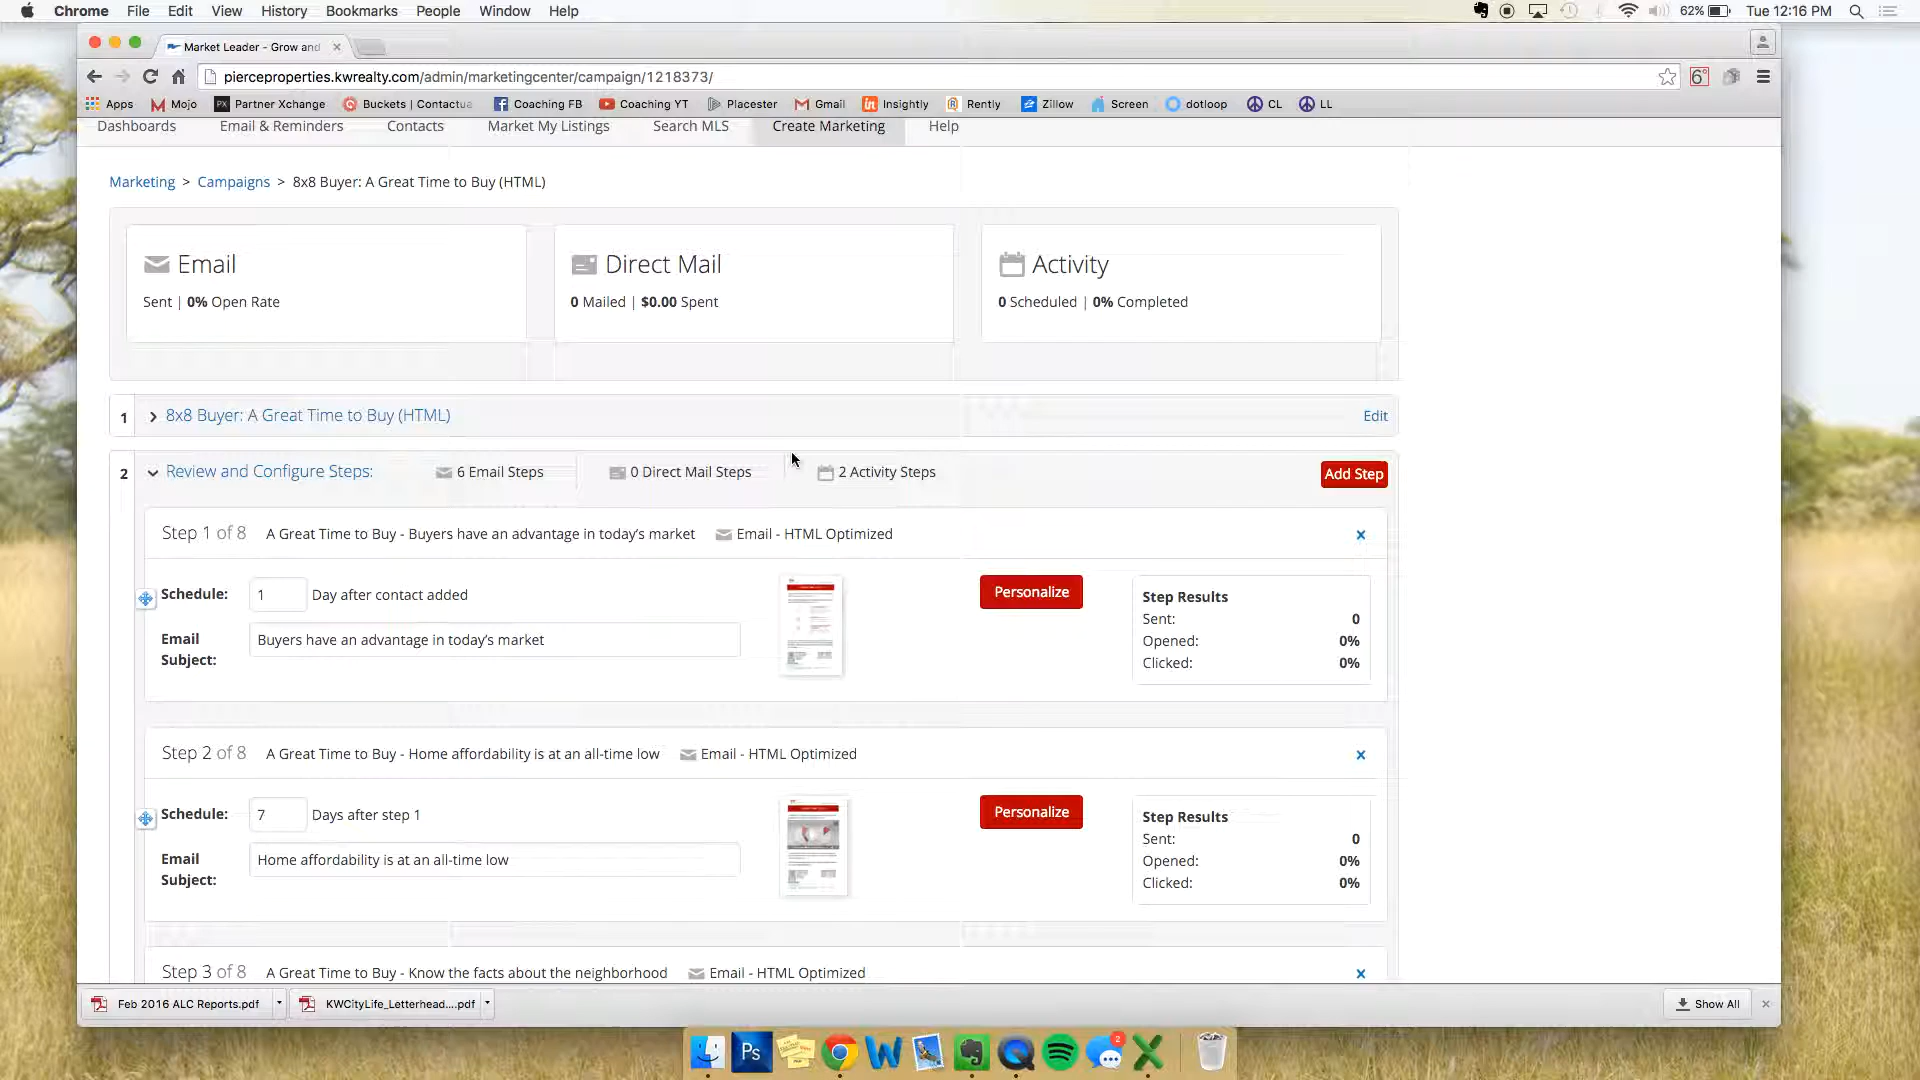 Chrome File Edit View History Bookmarks People Window Help 62% Tue 12:16 PM
Market Leader - Grow and
pierceproperties.kwrealty.com/admin/marketingcenter/campaign/1218373/
Apps Mojo Partner Xchange Buckets | Contactua Coaching FB Coaching YT Placester Gmail Insightly Rently Zillow Screen dotloop CL LL
Dashboards Email & Reminders Contacts Market My Listings Search MLS Create Marketing Help
Marketing > Campaigns > 8x8 Buyer: A Great Time to Buy (HTML)
Email Direct Mail Activity
Sent | 0% Open Rate 0 Mailed | $0.00 Spent 0 Scheduled | 0% Completed
1 8x8 Buyer: A Great Time to Buy (HTML) Edit
2 Review and Configure Steps: 6 Email Steps 0 Direct Mail Steps 2 Activity Steps Add Step
Step 1 of 8 A Great Time to Buy - Buyers have an advantage in today's market Email - HTML Optimized
Schedule: 1 Day after contact added Personalize Step Results
Sent: 0
Email Subject: Buyers have an advantage in today's market Opened: 0%
Clicked: 0%
Step 2 of 8 A Great Time to Buy - Home affordability is at an all-time low Email - HTML Optimized
Schedule: 7 Days after step 1 Personalize Step Results
Sent: 0
Email Subject: Home affordability is at an all-time low Opened: 0%
Clicked: 0%
Step 3 of 8 A Great Time to Buy - Know the facts about the neighborhood Email - HTML Optimized
Feb 2016 ALC Reports.pdf KWCityLife_Letterhead....pdf Show All
Ps W 2